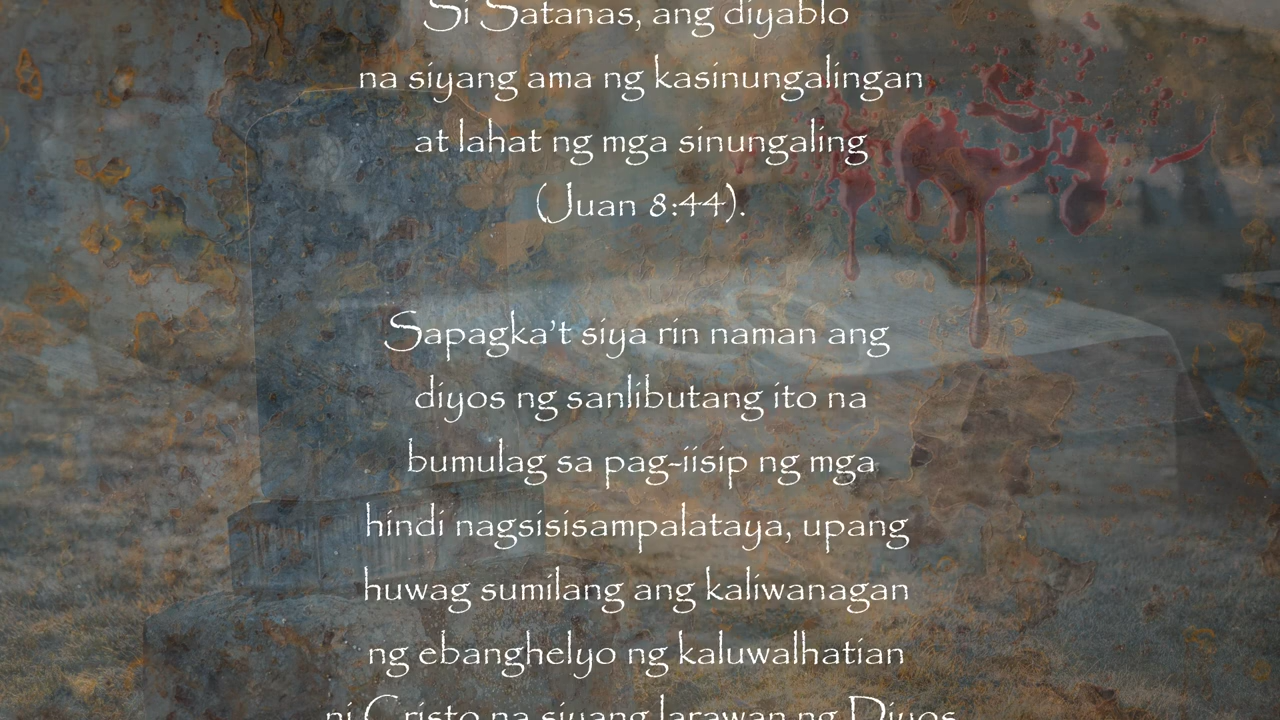 Si Satanas, ang diyablo
na siyang ama ng kasinungalingan
at lahat ng mga sinungaling
(Juan 8:44).
Sapagka't siya rin naman ang
diyos ng sanlibutang ito na
bumulag sa pag-iisip ng mga
hindi nagsisisampalataya, upang
huwag sumilang ang kaliwanagan
ng ebanghelyo ng kaluwalhatian
ni Cristo na siyang larawan ng Diyos